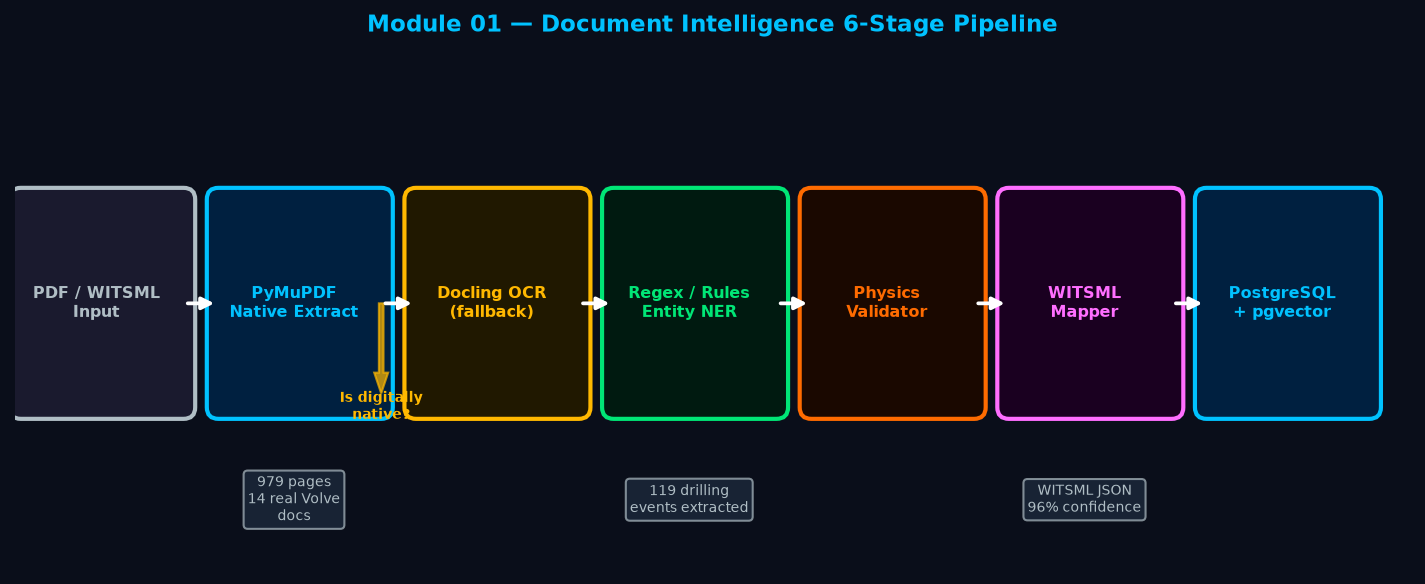 Module 01 — Document Intelligence 6-Stage Pipeline
PDF / WITSML
Input
PyMuPDF
Native Extract
Docling OCR
(fallback)
Regex / Rules
Entity NER
Physics
Validator
WITSML
Mapper
PostgreSQL
+ pgvector
Is digitally
native?
979 pages
14 real Volve
docs
119 drilling
events extracted
WITSML JSON
96% confidence